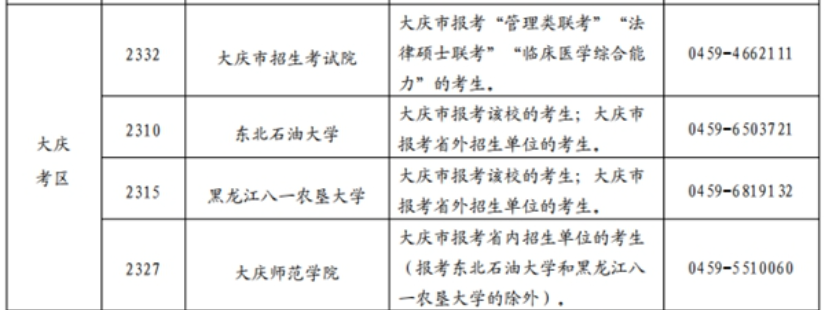 大庆
考区
2332
大庆市招生考试院
大庆市报考“管理类联考”“法
律硕士联考”“临床医学综合能
力”的考生。
0459-4662111
2310
东北石油大学
大庆市报考该校的考生；大庆市
报考省外招生单位的考生。
0459-6503721
2315
黑龙江八一农垦大学
大庆市报考该校的考生；大庆市
报考省外招生单位的考生。
0459-6819132
2327
大庆师范学院
大庆市报考省内招生单位的考生
（报考东北石油大学和黑龙江八
一农垦大学的除外）。
0459-5510060